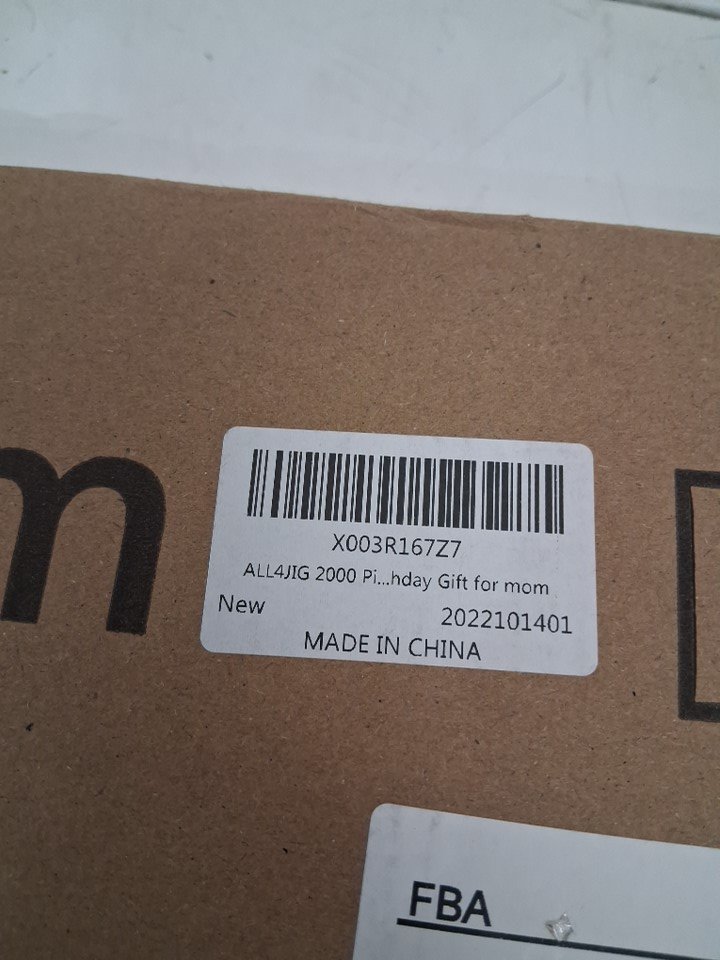 m
X003R167Z7
ALL4JIG 2000 Pi...hday Gift for mom
New 2022101401
MADE IN CHINA
FBA